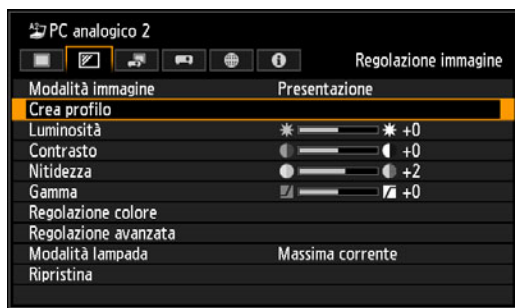 PC analogico 2
Regolazione immagine
Modalità immagine Presentazione
Crea profilo
Luminosità +0
Contrasto +0
Nitidezza +2
Gamma +0
Regolazione colore
Regolazione avanzata
Modalità lampada Massima corrente
Ripristina